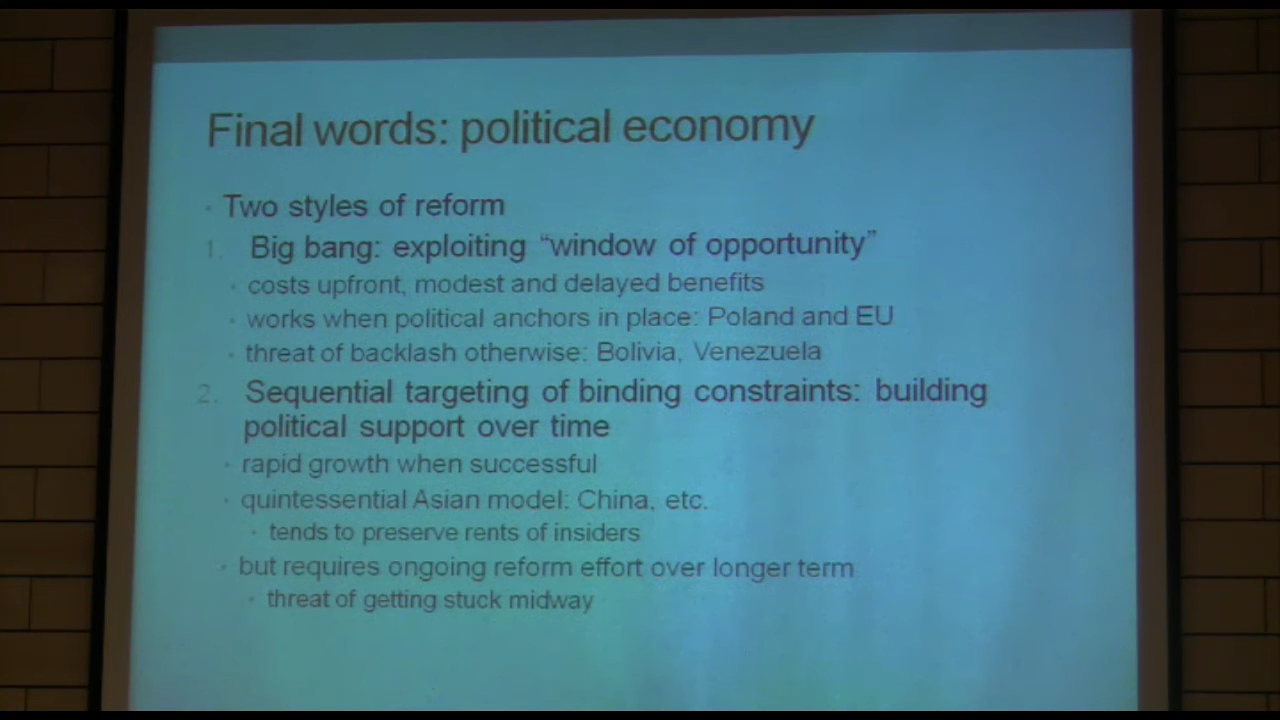 Final words: political economy
· Two styles of reform
1. Big bang: exploiting “window of opportunity”
· costs upfront, modest and delayed benefits
· works when political anchors in place: Poland and EU
· threat of backlash otherwise: Bolivia, Venezuela
2. Sequential targeting of binding constraints: building
political support over time
· rapid growth when successful
· quintessential Asian model: China, etc.
· tends to preserve rents of insiders
· but requires ongoing reform effort over longer term
· threat of getting stuck midway